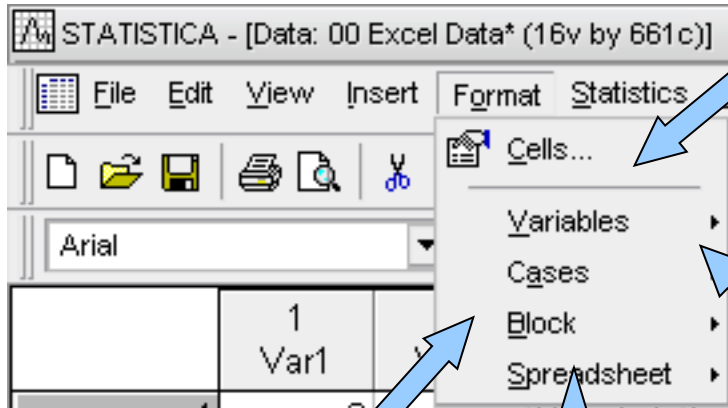 STATISTICA - [Data: 00 Excel Data* (16v by 661c)]
File Edit View Insert Format Statistics
Cells...
Arial
Variables
Cases
1
Block
Var1
Spreadsheet